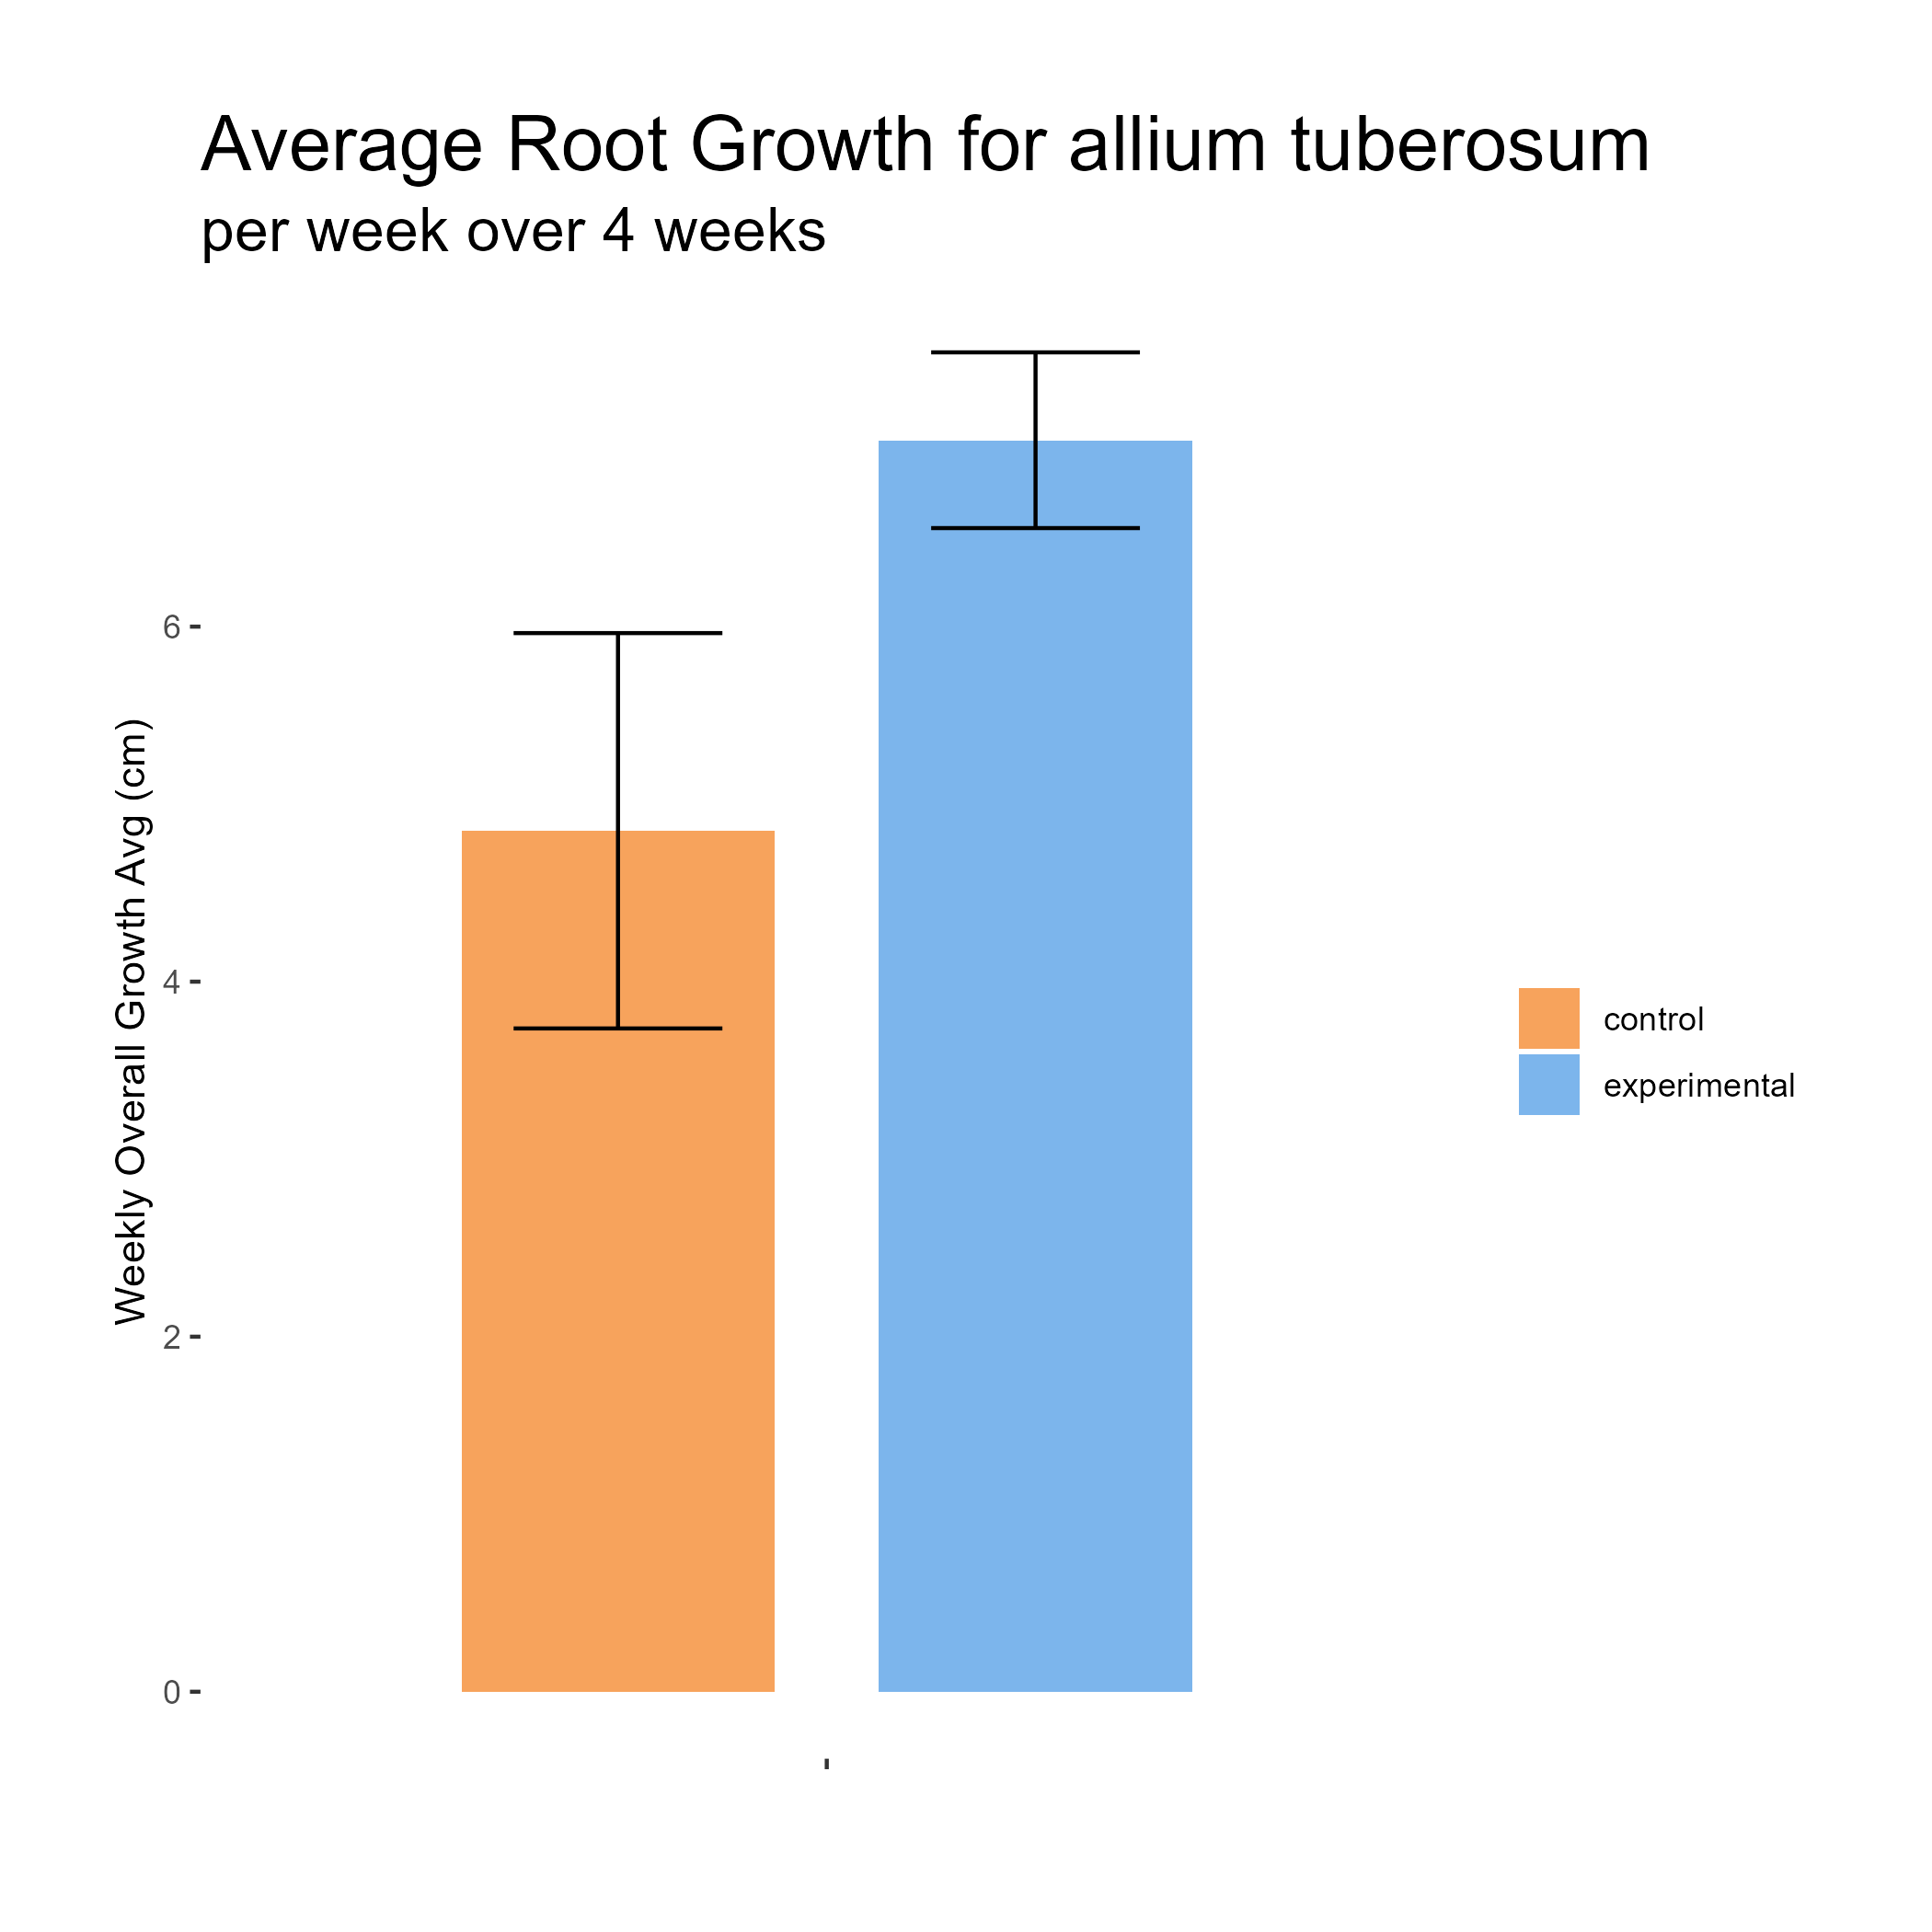 Average Root Growth for allium tuberosum
per week over 4 weeks
Weekly Overall Growth Avg (cm)
6
4
2
0
control
experimental